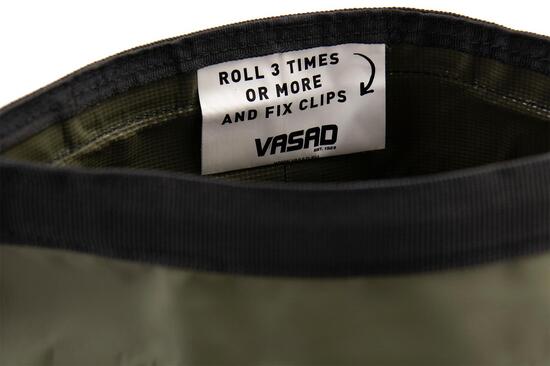 ROLL 3 TIMES
OR MORE
AND FIX CLIPS
VASAD